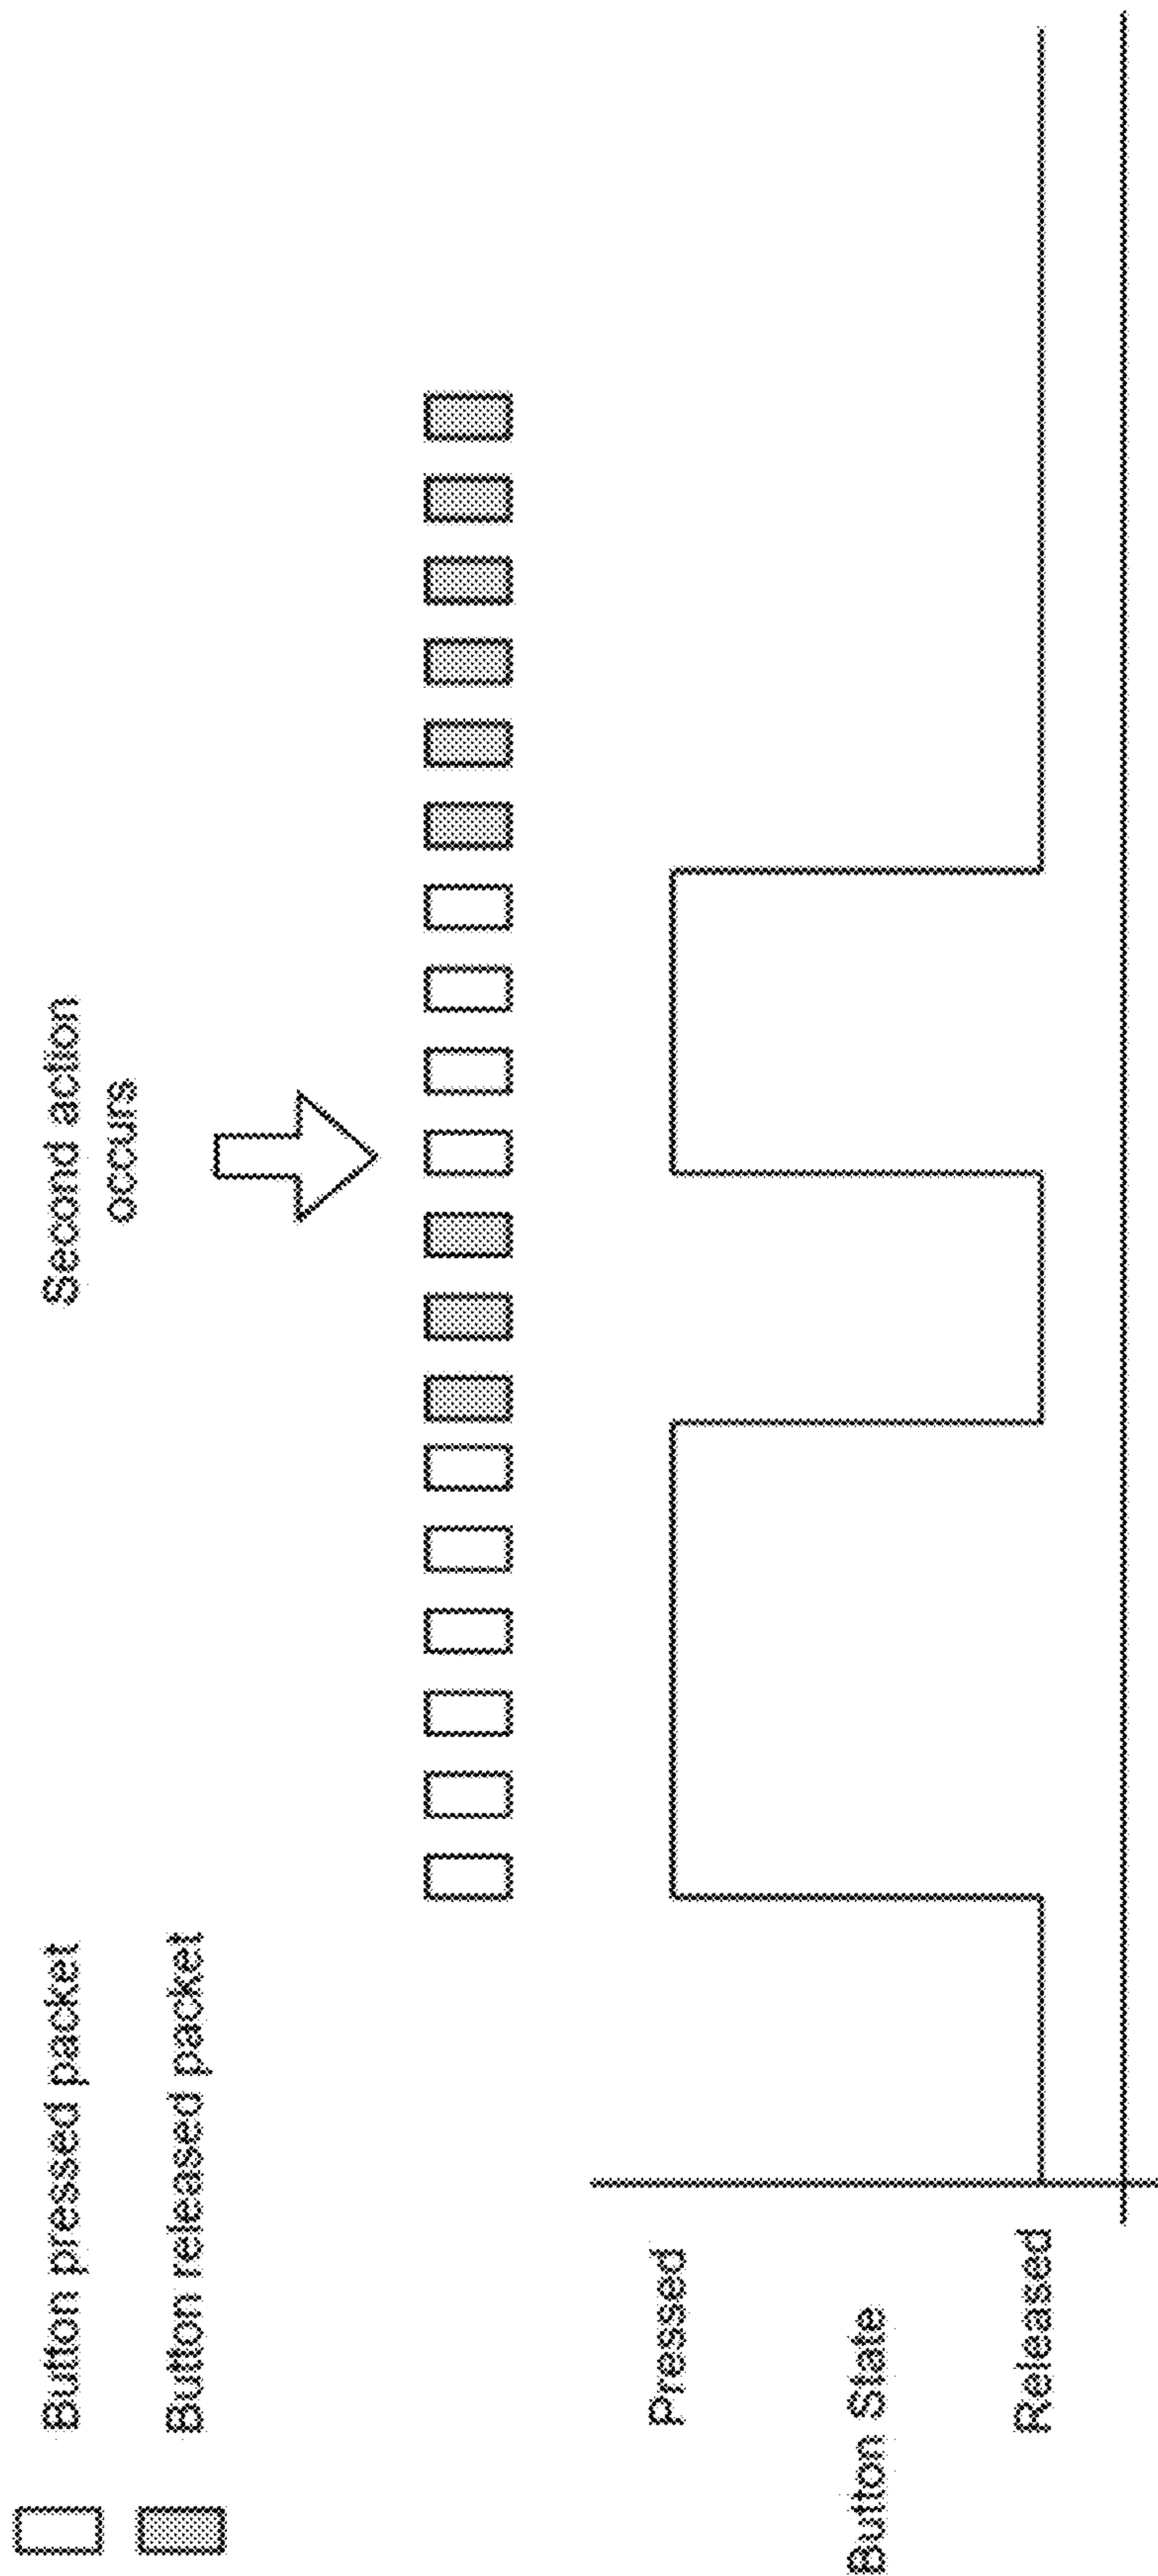 Button pressed packet
Button released packet
Second action
occurs
Pressed
Button State
Released